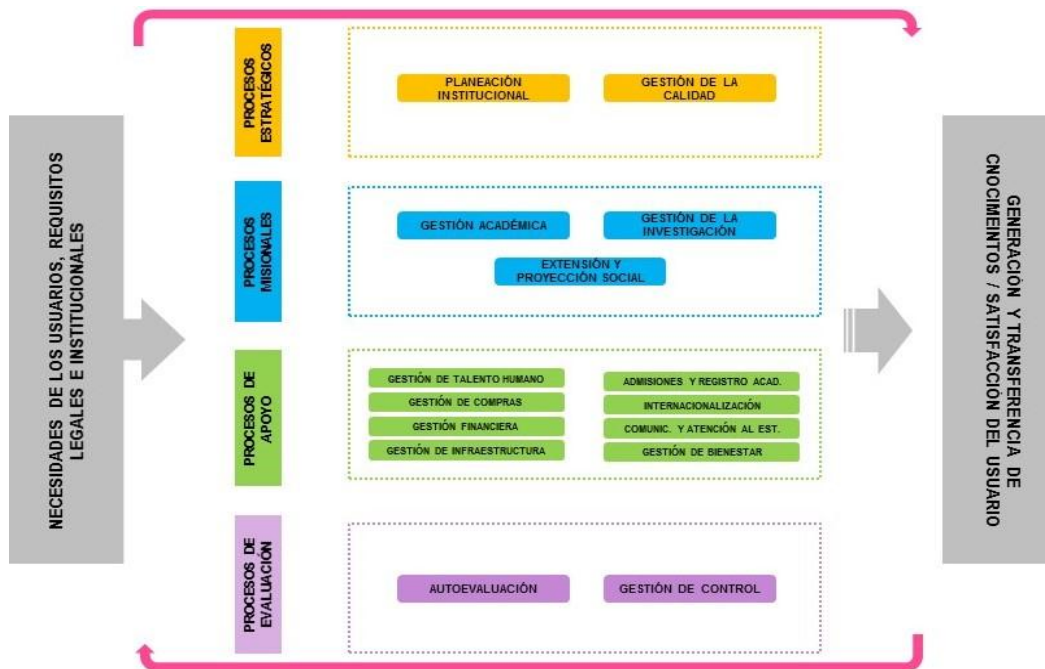 NECESIDADES DE LOS USUARIOS, REQUISITOS
LEGALES E INSTITUCIONALES
PROCESOS
ESTRATÉGICOS
PLANEACIÓN
INSTITUCIONAL
GESTIÓN DE LA
CALIDAD
PROCESOS
MISIONALES
GESTIÓN ACADÉMICA
GESTIÓN DE LA
INVESTIGACIÓN
EXTENSIÓN Y
PROYECCIÓN SOCIAL
PROCESOS DE
APOYO
GESTIÓN DE TALENTO HUMANO
GESTIÓN DE COMPRAS
GESTIÓN FINANCIERA
GESTIÓN DE INFRAESTRUCTURA
ADMISIONES Y REGISTRO ACAD.
INTERNACIONALIZACIÓN
COMUNIC. Y ATENCIÓN AL EST.
GESTIÓN DE BIENESTAR
PROCESOS DE
EVALUACIÓN
AUTOEVALUACIÓN
GESTIÓN DE CONTROL
GENERACIÓN Y TRANSFERENCIA DE
CNOCIMEINTOS / SATISFACCIÓN DEL USUARIO